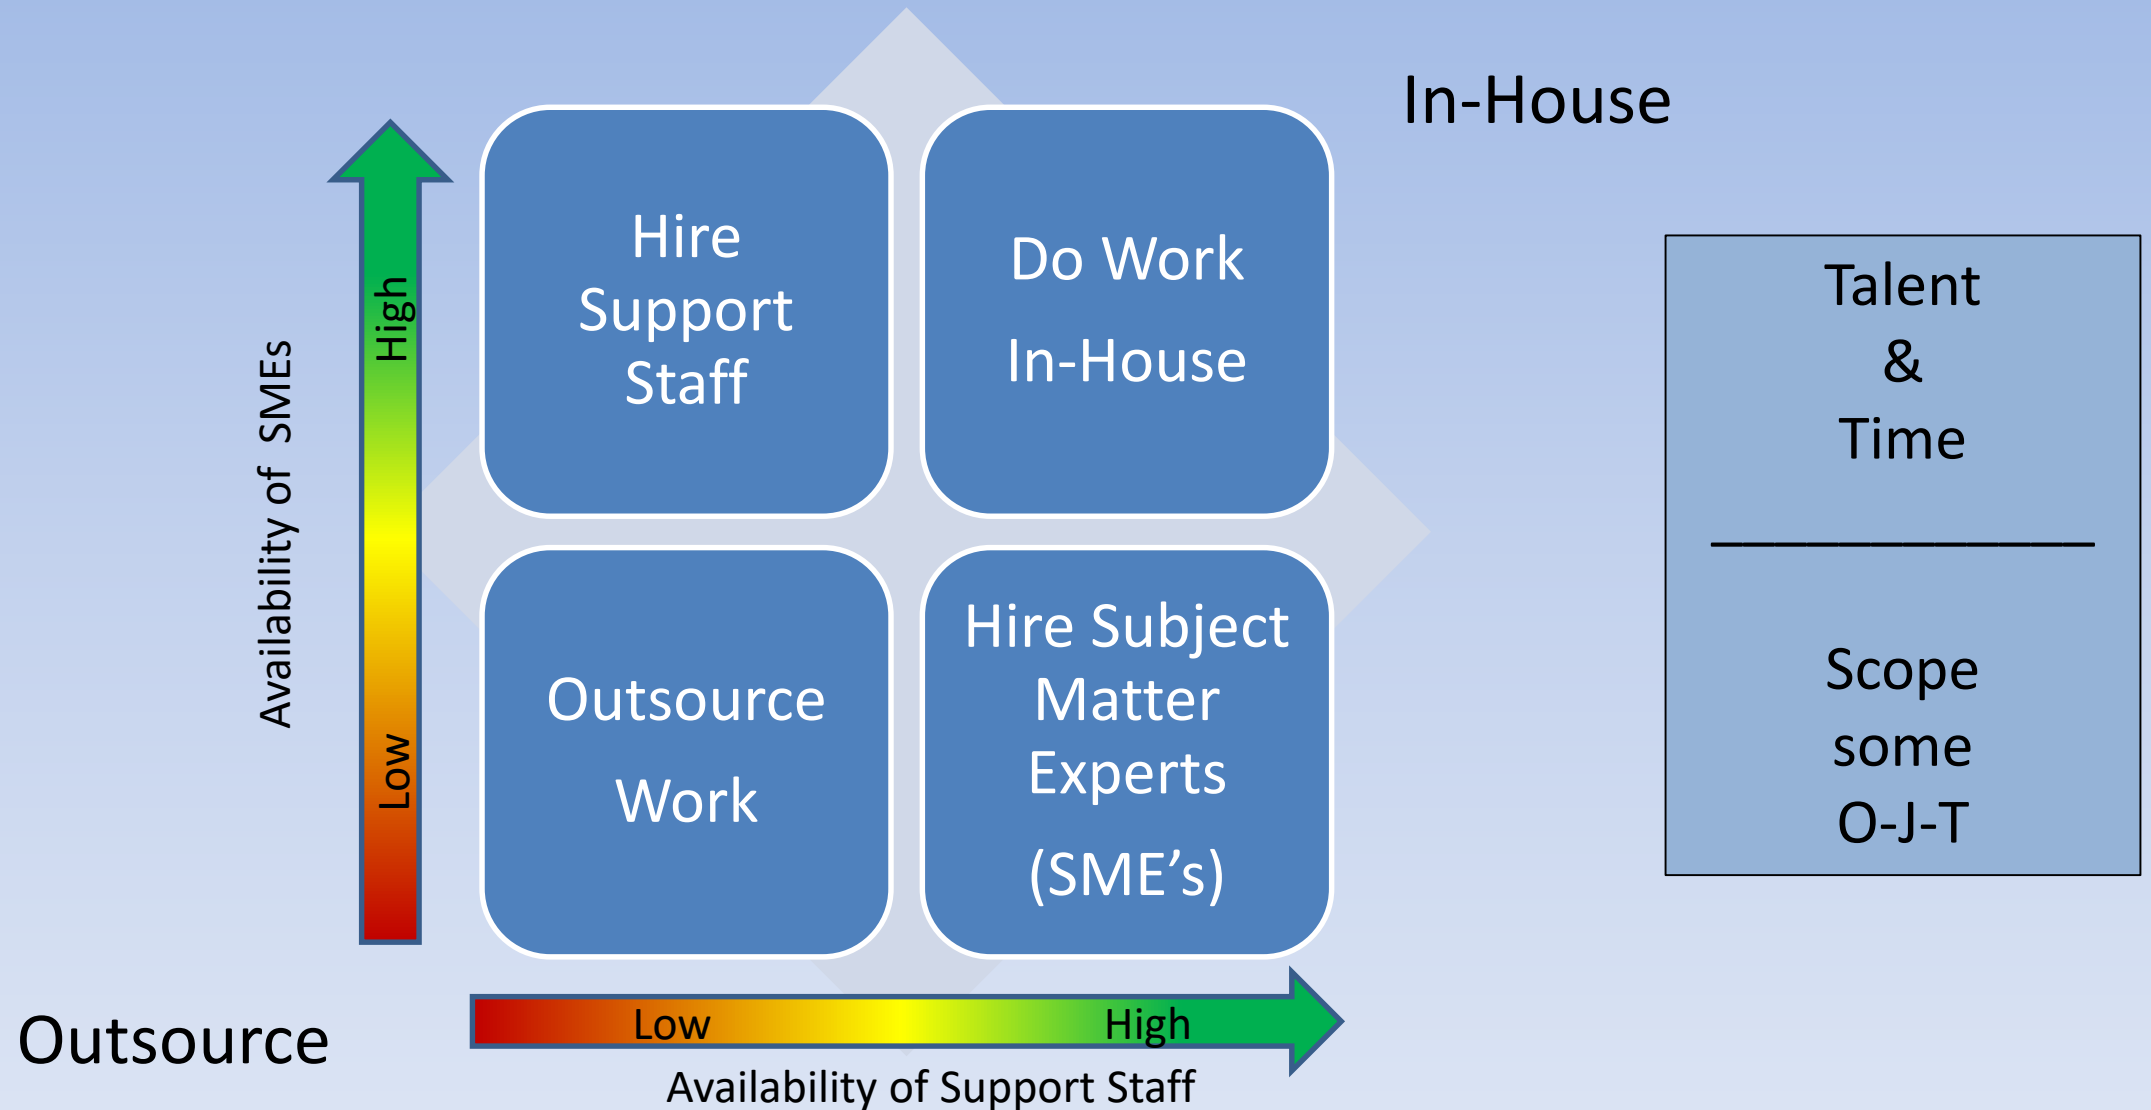 In-House
Hire
Support
Staff
Do Work
In-House
High
Low
Availability of SMEs
Outsource
Work
Hire Subject
Matter
Experts
(SME’s)
Talent
&
Time
____________
Scope
some
O-J-T
Outsource
Low
High
Availability of Support Staff